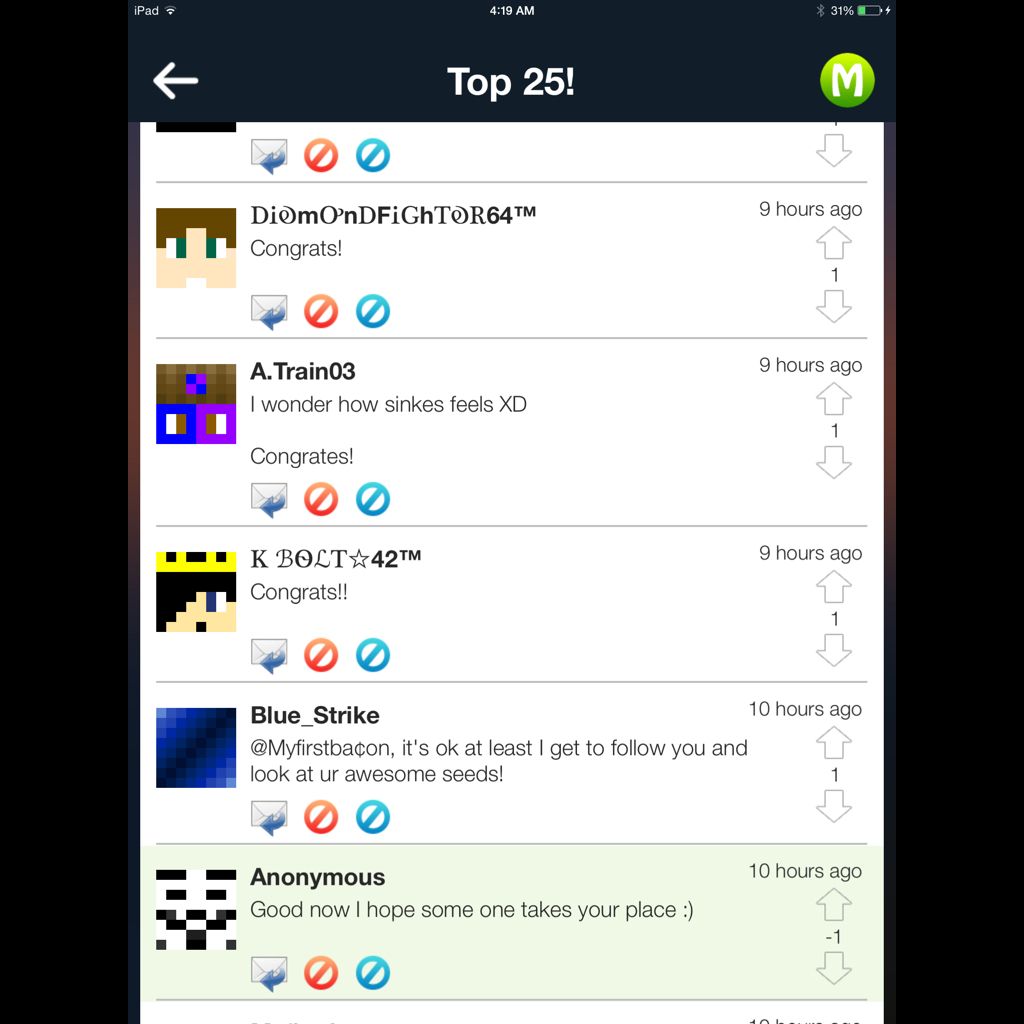 iPad 4:19 AM 31%
Top 25!
M
DiᎧmᎤnDFiGhTᎧR64™ 9 hours ago
Congrats!
1
A.Train03 9 hours ago
I wonder how sinkes feels XD
1
Congrates!
K ℬᎾℒT☆42™ 9 hours ago
Congrats!!
1
Blue_Strike 10 hours ago
@Myfirstba¢on, it's ok at least I get to follow you and
look at ur awesome seeds!
1
Anonymous 10 hours ago
Good now I hope some one takes your place :)
-1